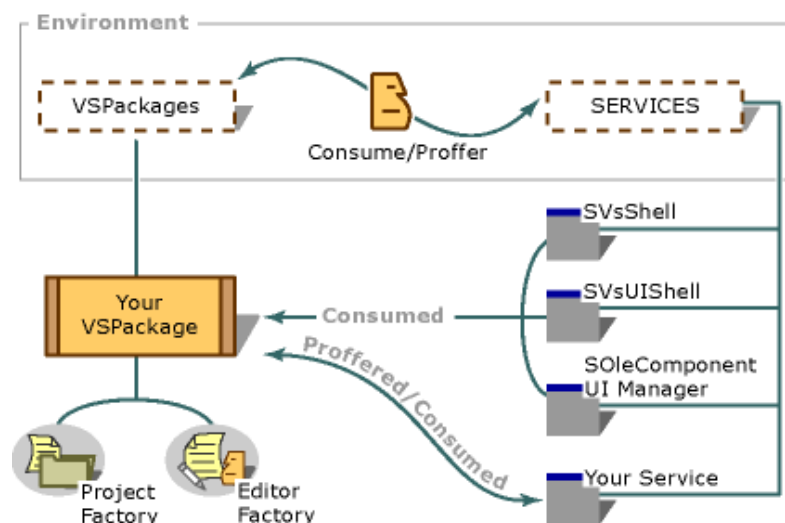 Environment
VSPackages
SERVICES
Consume/Proffer
SVsShell
Your
VSPackage
Consumed
SVsUIShell
Proffered/Consumed
SOleComponent
UI Manager
Your Service
Project
Factory
Editor
Factory